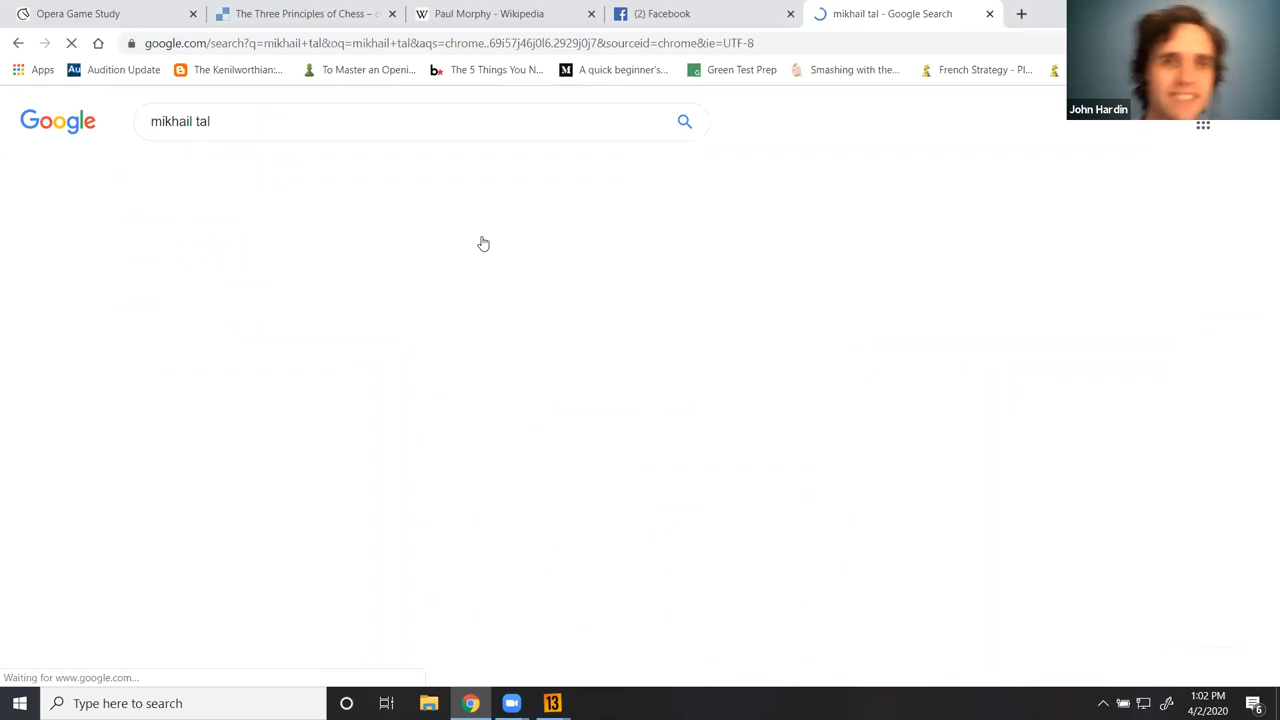 Opera Game Study
The Three Principles of Chess – c
Paul Morphy - Wikipedia
(2) Facebook
mikhail tal - Google Search
google.com/search?q=mikhail+tal&oq=mikhail+tal&aqs=chrome..69i57j46j0l6.2929j0j7&sourceid=chrome&ie=UTF-8
Apps
Audition Update
The Kenilworthian:...
To Master an Openi...
The 5 Things You N...
A quick beginner's...
Green Test Prep
Smashing with the...
French Strategy - Pl...
John Hardin
Google
mikhail tal
Waiting for www.google.com...
Type here to search
13
1:02 PM
4/2/2020
6